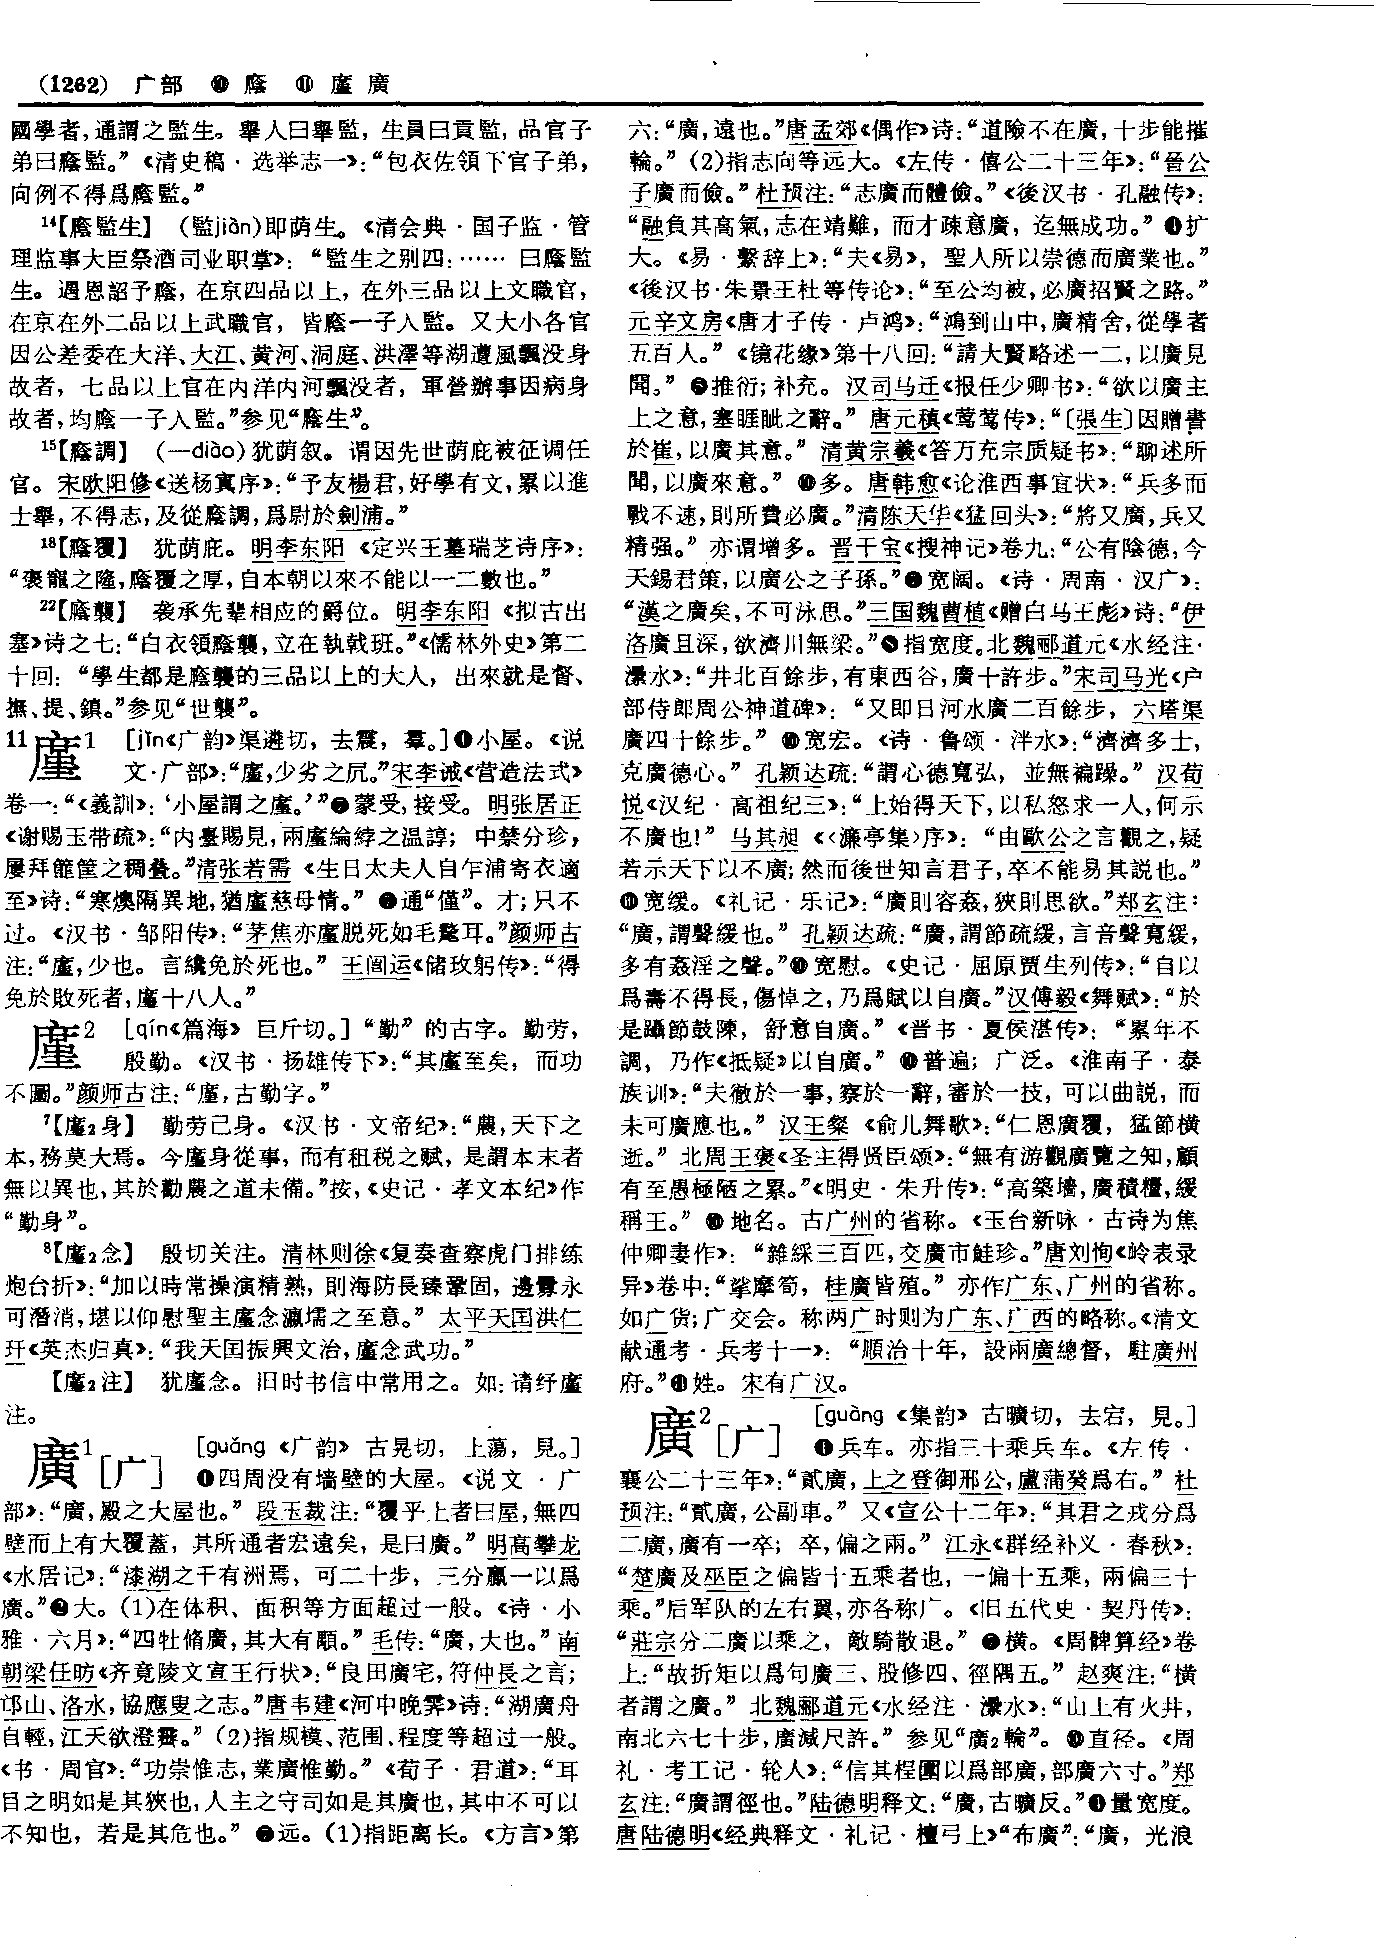 (1262) 广部 ❿ 廕 ⓫ 廑 廣
國學者，通謂之監生。舉人曰舉監，生員曰貢監，品官子
弟曰廕監。”《清史稿·选举志一》：“包衣佐領下官子弟，
向例不得爲廕監。”
¹⁴【廕監生】 (監jiàn)即荫生。《清会典·国子监·管
理监事大臣祭酒司业职掌》：“監生之别四：…… 曰廕監
生。遇恩詔予廕，在京四品以上，在外三品以上文職官，
在京在外二品以上武職官，皆廕一子入監。又大小各官
因公差委在大洋、大江、黄河、洞庭、洪澤等湖遭風飄没身
故者，七品以上官在内洋内河飄没者，軍營辦事因病身
故者，均廕一子入監。”参见“廕生”。
¹⁵【廕調】 (—diào)犹荫叙。谓因先世荫庇被征调任
官。宋欧阳修《送杨寘序》：“予友楊君，好學有文，累以進
士舉，不得志，及從廕調，爲尉於劍浦。”
¹⁸【廕覆】 犹荫庇。明李东阳《定兴王墓瑞芝诗序》：
“褒寵之隆，廕覆之厚，自本朝以來不能以一二數也。”
²²【廕襲】 袭承先辈相应的爵位。明李东阳《拟古出
塞》诗之七：“白衣領廕襲，立在執戟班。”《儒林外史》第二
十回：“學生都是廕襲的三品以上的大人，出來就是督、
撫、提、鎮。”参见“世襲”。
11 廑1 [jǐn《广韵》渠遴切，去震，羣。]❶小屋。《说
文·广部》：“廑，少劣之凥。”宋李诫《营造法式》
卷一：“《義訓》：‘小屋謂之廑。’”❷蒙受，接受。明张居正
《谢赐玉带疏》：“内臺賜見，兩廑綸綍之温諄；中禁分珍，
屢拜篚筐之稠叠。”清张若需《生日太夫人自乍浦寄衣適
至》诗：“寒燠隔異地，猶廑慈母情。” ❸通“僅”。才；只不
过。《汉书·邹阳传》：“茅焦亦廑脱死如毛氂耳。”颜师古
注：“廑，少也。言纔免於死也。” 王闿运《储玫躬传》：“得
免於敗死者，廑十八人。”
廑2 [qín《篇海》 巨斤切。]“勤”的古字。勤劳，
殷勤。《汉书·扬雄传下》：“其廑至矣，而功
不圖。”颜师古注：“廑，古勤字。”
⁷【廑₂身】 勤劳己身。《汉书·文帝纪》：“農，天下之
本，務莫大焉。今廑身從事，而有租税之赋，是謂本末者
無以異也，其於勸農之道未備。”按，《史记·孝文本纪》作
“勤身”。
⁸【廑₂念】 殷切关注。清林则徐《复奏查察虎门排练
炮台折》：“加以時常操演精熟，則海防長臻鞏固，邊釁永
可潛消，堪以仰慰聖主廑念瀛壖之至意。” 太平天囯洪仁
玕《英杰归真》：“我天囯振興文治，廑念武功。”
【廑₂注】 犹廑念。旧时书信中常用之。如：请纾廑
注。
廣1[广] [guǎng《广韵》 古晃切，上蕩，見。]
❶四周没有墙壁的大屋。《说文·广
部》：“廣，殿之大屋也。” 段玉裁注：“覆乎上者曰屋，無四
壁而上有大覆蓋，其所通者宏遠矣，是曰廣。” 明高攀龙
《水居记》：“漆湖之干有洲焉，可二十步，三分贏一以爲
廣。”❷大。(1)在体积、面积等方面超过一般。《诗·小
雅·六月》：“四牡脩廣，其大有顒。” 毛传：“廣，大也。” 南
朝梁任昉《齐竟陵文宣王行状》：“良田廣宅，符仲長之言；
邙山、洛水，協應叟之志。”唐韦建《河中晚霁》诗：“湖廣舟
自輕，江天欲澄霽。” (2)指规模、范围、程度等超过一般。
《书·周官》：“功崇惟志，業廣惟勤。” 《荀子·君道》：“耳
目之明如是其狹也，人主之守司如是其廣也，其中不可以
不知也，若是其危也。” ❸远。(1)指距离长。《方言》第
六：“廣，遠也。”唐孟郊《偶作》诗：“道險不在廣，十步能摧
輪。” (2)指志向等远大。《左传·僖公二十三年》：“晉公
子廣而儉。” 杜预注：“志廣而體儉。”《後汉书·孔融传》：
“融負其高氣，志在靖難，而才疎意廣，迄無成功。” ❹扩
大。《易·繫辞上》：“夫《易》，聖人所以崇德而廣業也。”
《後汉书·朱景王杜等传论》：“至公均被，必廣招賢之路。”
元辛文房《唐才子传·卢鸿》：“鴻到山中，廣精舍，從學者
五百人。” 《镜花缘》第十八回：“請大賢略述一二，以廣見
聞。” ❺推衍；补充。汉司马迁《报任少卿书》：“欲以廣主
上之意，塞睚眦之辭。” 唐元稹《莺莺传》：“〔張生〕因贈書
於崔，以廣其意。” 清黄宗羲《答万充宗质疑书》：“聊述所
聞，以廣來意。” ❻多。唐韩愈《论淮西事宜状》：“兵多而
戰不速，則所費必廣。”清陈天华《猛回头》：“將又廣，兵又
精强。” 亦谓增多。晋干宝《搜神记》卷九：“公有陰德，今
天錫君策，以廣公之子孫。”❼宽阔。《诗·周南·汉广》：
“漢之廣矣，不可泳思。”三国魏曹植《赠白马王彪》诗：“伊
洛廣且深，欲濟川無梁。”❽指宽度。北魏郦道元《水经注·
㶟水》：“井北百餘步，有東西谷，廣十許步。”宋司马光《户
部侍郎周公神道碑》：“又即日河水廣二百餘步，六塔渠
廣四十餘步。” ❾宽宏。《诗·鲁颂·泮水》：“濟濟多士，
克廣德心。” 孔颖达疏：“謂心德寬弘，並無褊躁。” 汉荀
悦《汉纪·高祖纪三》：“上始得天下，以私怒求一人，何示
不廣也！” 马其昶《〈濂亭集〉序》：“由歐公之言觀之，疑
若示天下以不廣；然而後世知言君子，卒不能易其説也。”
❿宽缓。《礼记·乐记》：“廣則容姦，狹則思欲。”郑玄注：
“廣，謂聲緩也。” 孔颖达疏：“廣，謂節疏緩，言音聲寬緩，
多有姦淫之聲。”⓫宽慰。《史记·屈原贾生列传》：“自以
爲壽不得長，傷悼之，乃爲賦以自廣。”汉傅毅《舞赋》：“於
是躡節鼓陳，舒意自廣。” 《晋书·夏侯湛传》：“累年不
調，乃作《抵疑》以自廣。” ⓬普遍；广泛。《淮南子·泰
族训》：“夫徹於一事，察於一辭，審於一技，可以曲説，而
未可廣應也。” 汉王粲《俞儿舞歌》：“仁恩廣覆，猛節横
逝。” 北周王褒《圣主得贤臣颂》：“無有游觀廣覽之知，顧
有至愚極陋之累。”《明史·朱升传》：“高築墻，廣積糧，緩
稱王。” ⓭地名。古广州的省称。《玉台新咏·古诗为焦
仲卿妻作》：“雜綵三百匹，交廣市鮭珍。”唐刘恂《岭表录
异》卷中：“挲摩筍，桂廣皆殖。” 亦作广东、广州的省称。
如广货；广交会。称两广时则为广东、广西的略称。《清文
献通考·兵考十一》：“順治十年，設兩廣總督，駐廣州
府。”⓮姓。宋有广汉。
廣2[广] [guàng《集韵》 古曠切，去宕，見。]
❶兵车。亦指三十乘兵车。《左传·
襄公二十三年》：“貳廣，上之登御邢公，盧蒲癸爲右。” 杜
预注：“貳廣，公副車。” 又《宣公十二年》：“其君之戎分爲
二廣，廣有一卒；卒，偏之兩。” 江永《群经补义·春秋》：
“楚廣及巫臣之偏皆十五乘者也，一偏十五乘，兩偏三十
乘。”后军队的左右翼，亦各称广。《旧五代史·契丹传》：
“莊宗分二廣以乘之，敵騎散退。” ❷横。《周髀算经》卷
上：“故折矩以爲句廣三、股修四、徑隅五。” 赵爽注：“横
者謂之廣。” 北魏郦道元《水经注·㶟水》：“山上有火井，
南北六七十步，廣減尺許。” 参见“廣₂輪”。❸直径。《周
礼·考工记·轮人》：“信其桯圍以爲部廣，部廣六寸。”郑
玄注：“廣謂徑也。”陆德明释文：“廣，古曠反。”❹量宽度。
唐陆德明《经典释文·礼记·檀弓上》“布廣”：“廣，光浪